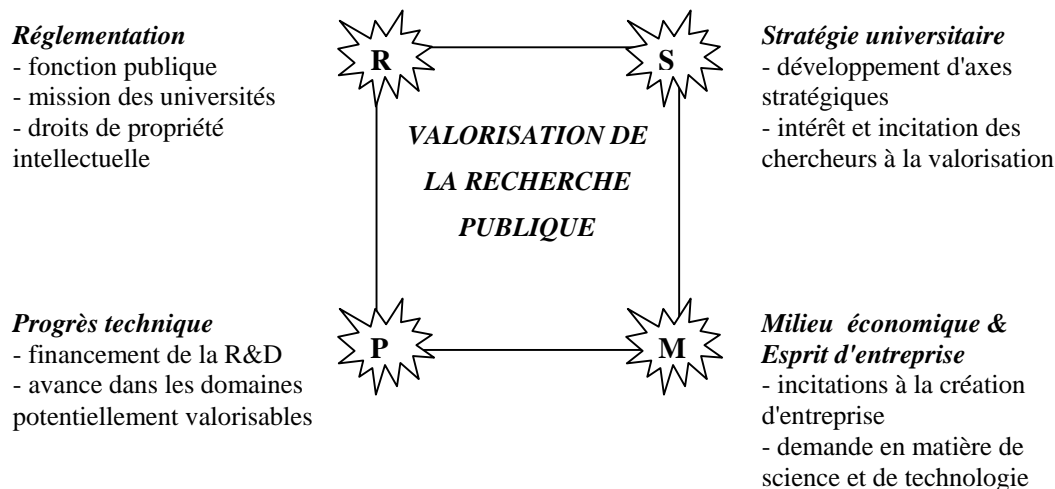 Réglementation
- fonction publique
- mission des universités
- droits de propriété
intellectuelle
R
S
Stratégie universitaire
- développement d'axes
stratégiques
- intérêt et incitation des
chercheurs à la valorisation
VALORISATION DE
LA RECHERCHE
PUBLIQUE
Progrès technique
- financement de la R&D
- avance dans les domaines
potentiellement valorisables
P
M
Milieu économique &
Esprit d'entreprise
- incitations à la création
d'entreprise
- demande en matière de
science et de technologie